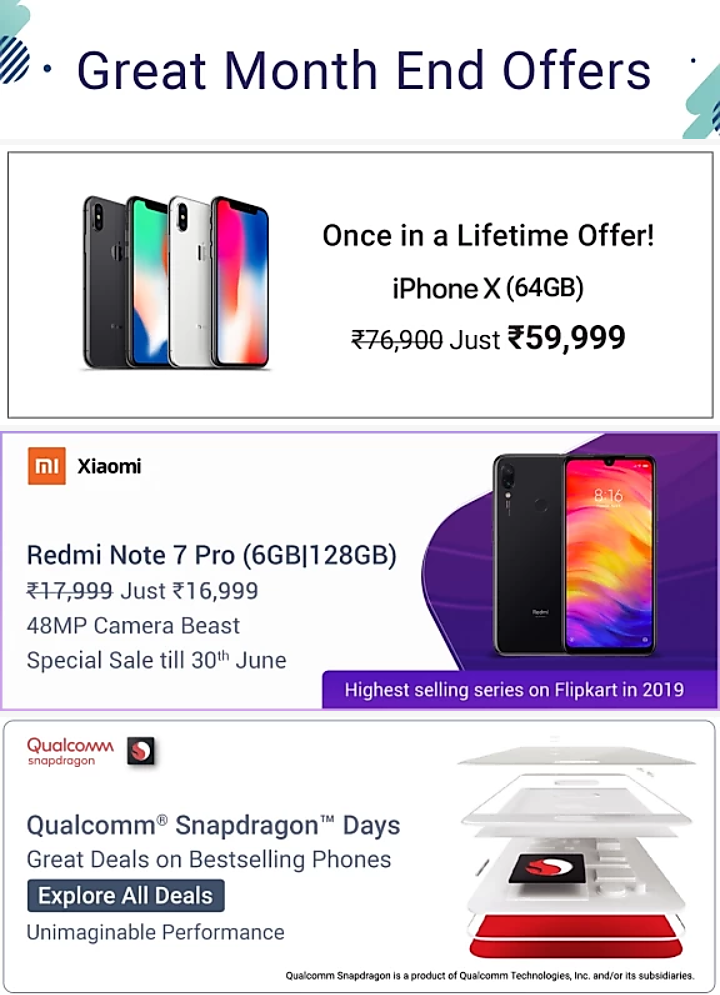 Great Month End Offers
Once in a Lifetime Offer!
iPhone X (64GB)
₹76,900 Just ₹59,999
mi Xiaomi
Redmi Note 7 Pro (6GB|128GB)
₹17,999 Just ₹16,999
48MP Camera Beast
Special Sale till 30th June
8:16
Redmi
Highest selling series on Flipkart in 2019
Qualcomm
snapdragon
Qualcomm® Snapdragon™ Days
Great Deals on Bestselling Phones
Explore All Deals
Unimaginable Performance
Qualcomm Snapdragon is a product of Qualcomm Technologies, Inc. and/or its subsidiaries.